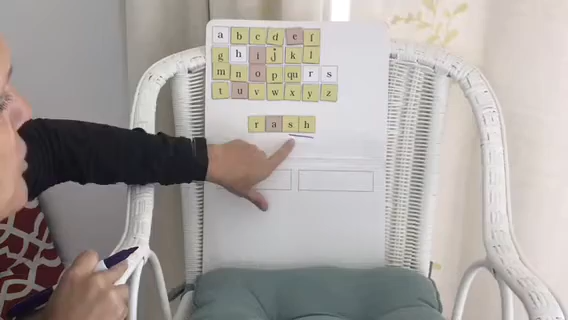 a b c d e f
g h i j k l
m n o p qu r s
t u v w x y z
r a s h